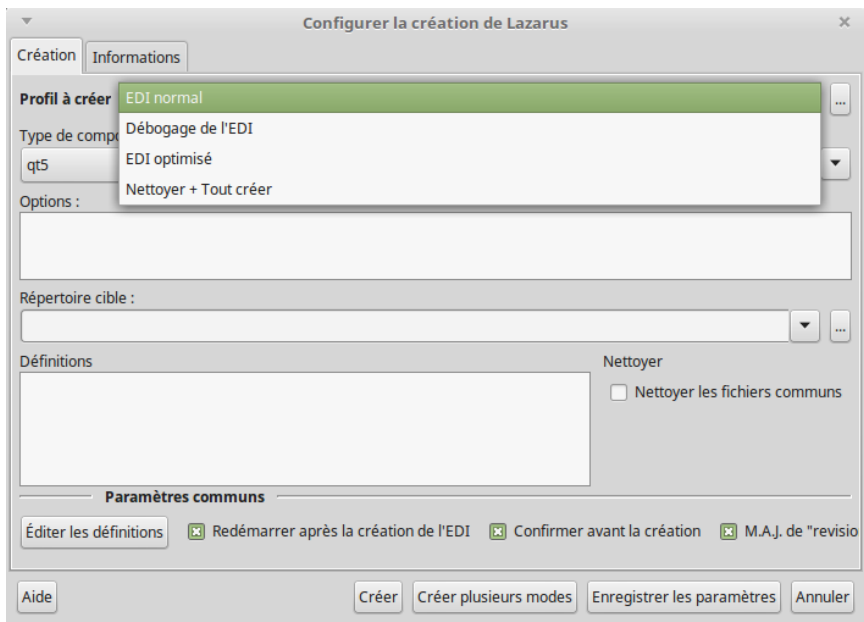 Configurer la création de Lazarus
Création Informations
Profil à créer EDI normal ...
Débogage de l'EDI
Type de compo
EDI optimisé
qt5
Nettoyer + Tout créer
Options :
Répertoire cible :
...
Définitions Nettoyer
Nettoyer les fichiers communs
Paramètres communs
Éditer les définitions Redémarrer après la création de l'EDI Confirmer avant la création M.A.J. de "revisio
Aide Créer Créer plusieurs modes Enregistrer les paramètres Annuler